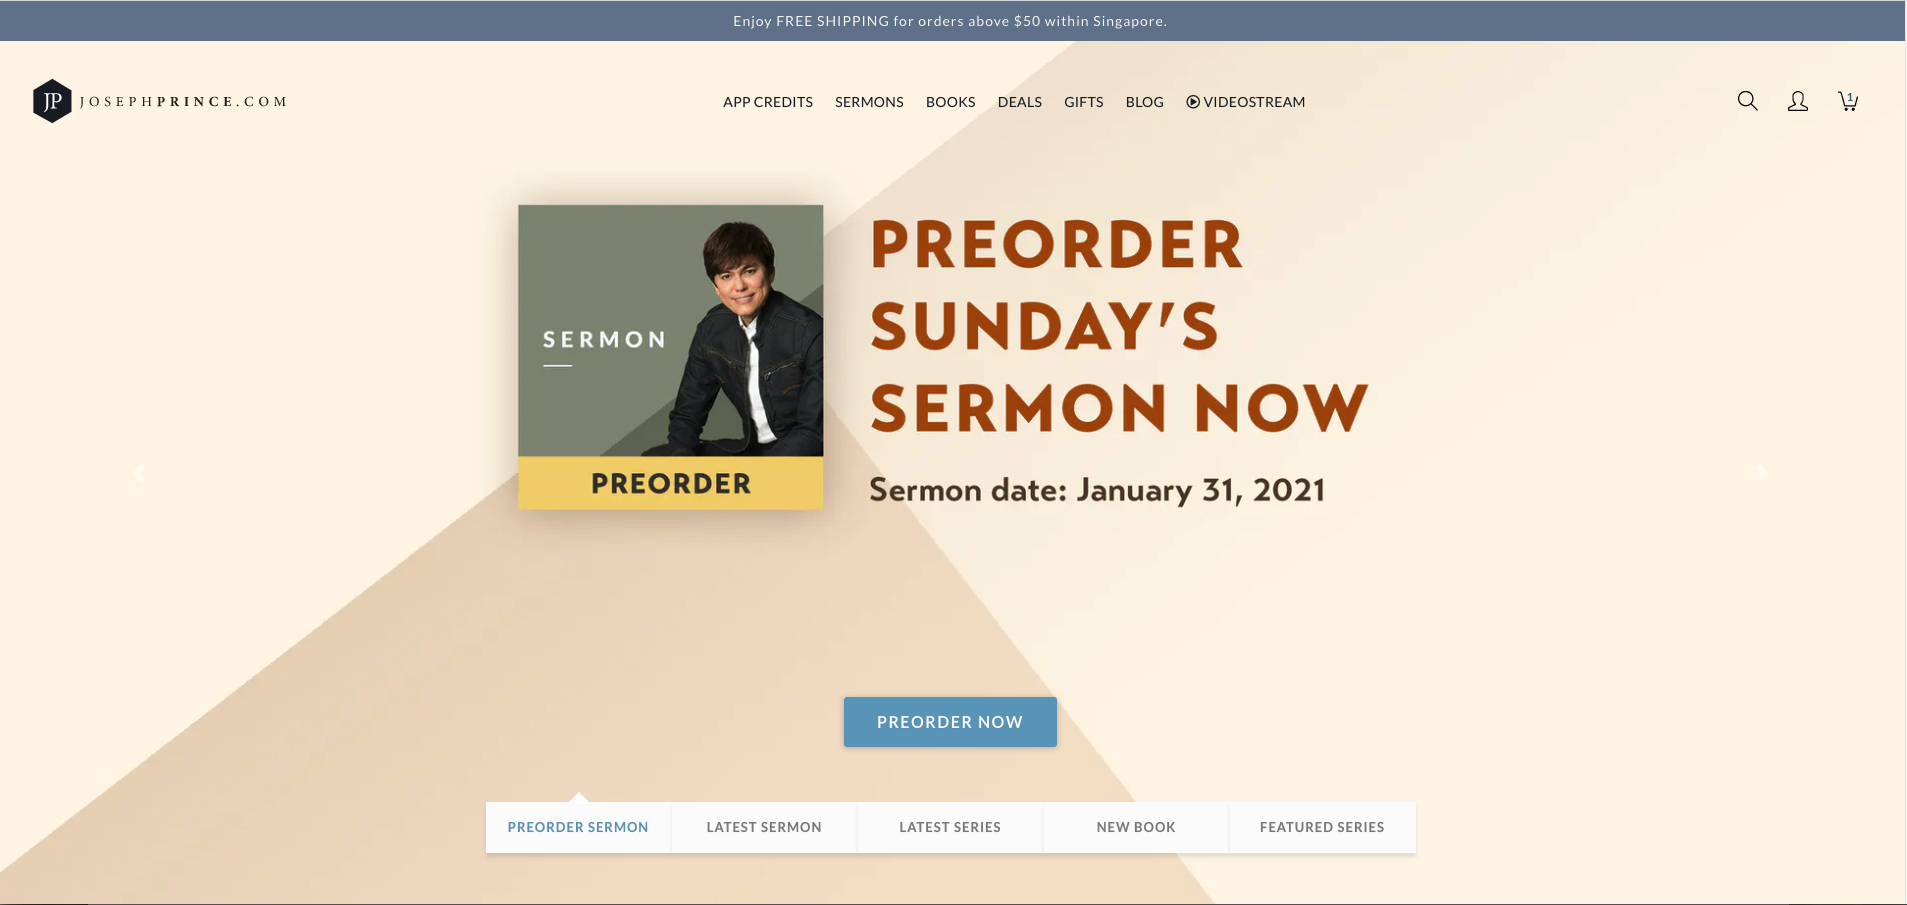 Enjoy FREE SHIPPING for orders above $50 within Singapore.
JP JOSEPHPRINCE.COM
APP CREDITS SERMONS BOOKS DEALS GIFTS BLOG VIDEOSTREAM
1
SERMON
PREORDER
PREORDER
SUNDAY'S
SERMON NOW
Sermon date: January 31, 2021
PREORDER NOW
PREORDER SERMON LATEST SERMON LATEST SERIES NEW BOOK FEATURED SERIES